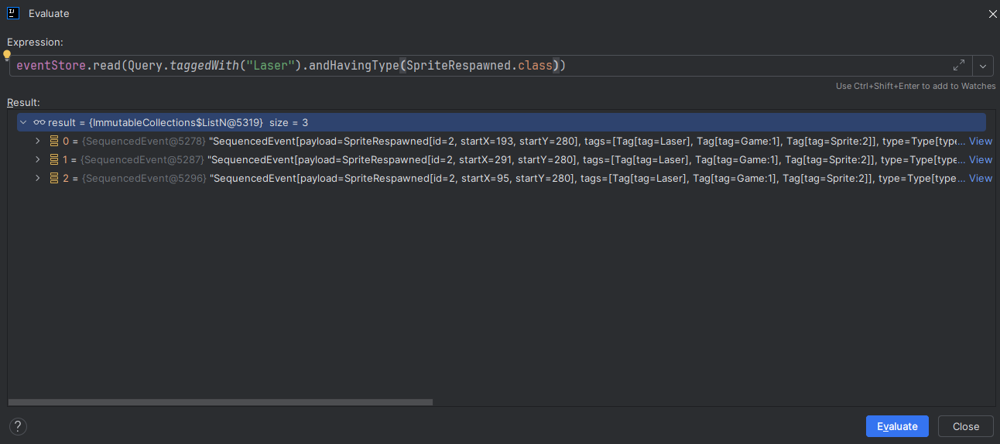 Evaluate
Expression:
eventStore.read(Query.taggedWith("Laser").andHavingType(SpriteRespawned.class))
Use Ctrl+Shift+Enter to add to Watches
Result:
result = {ImmutableCollections$ListN@5319} size = 3
0 = {SequencedEvent@5278} "SequencedEvent[payload=SpriteRespawned[id=2, startX=193, startY=280], tags=[Tag[tag=Laser], Tag[tag=Game:1], Tag[tag=Sprite:2]], type=Type[type... View
1 = {SequencedEvent@5287} "SequencedEvent[payload=SpriteRespawned[id=2, startX=291, startY=280], tags=[Tag[tag=Laser], Tag[tag=Game:1], Tag[tag=Sprite:2]], type=Type[type... View
2 = {SequencedEvent@5296} "SequencedEvent[payload=SpriteRespawned[id=2, startX=95, startY=280], tags=[Tag[tag=Laser], Tag[tag=Game:1], Tag[tag=Sprite:2]], type=Type[type... View
? Evaluate Close